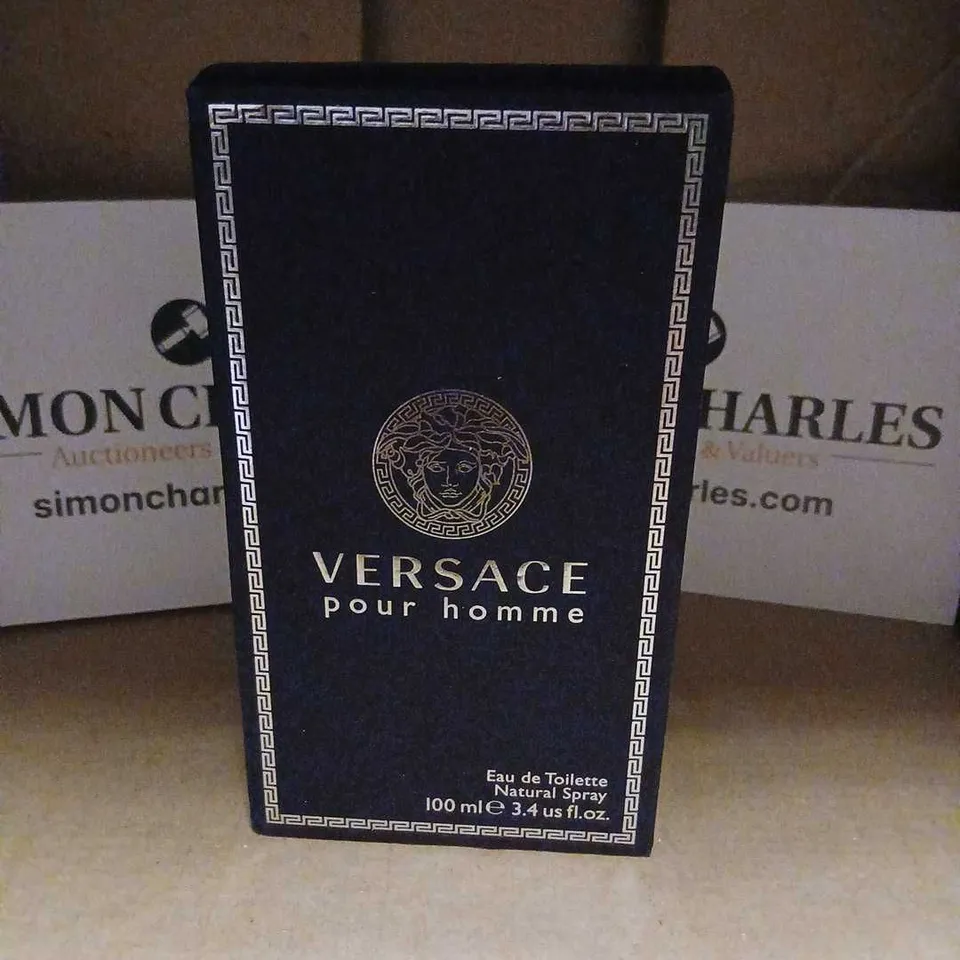 MON C HARLES
Auctioneers & Valuers
simonchar rles.com
VERSACE
pour homme
Eau de Toilette
Natural Spray
100 ml e 3.4 us fl.oz.